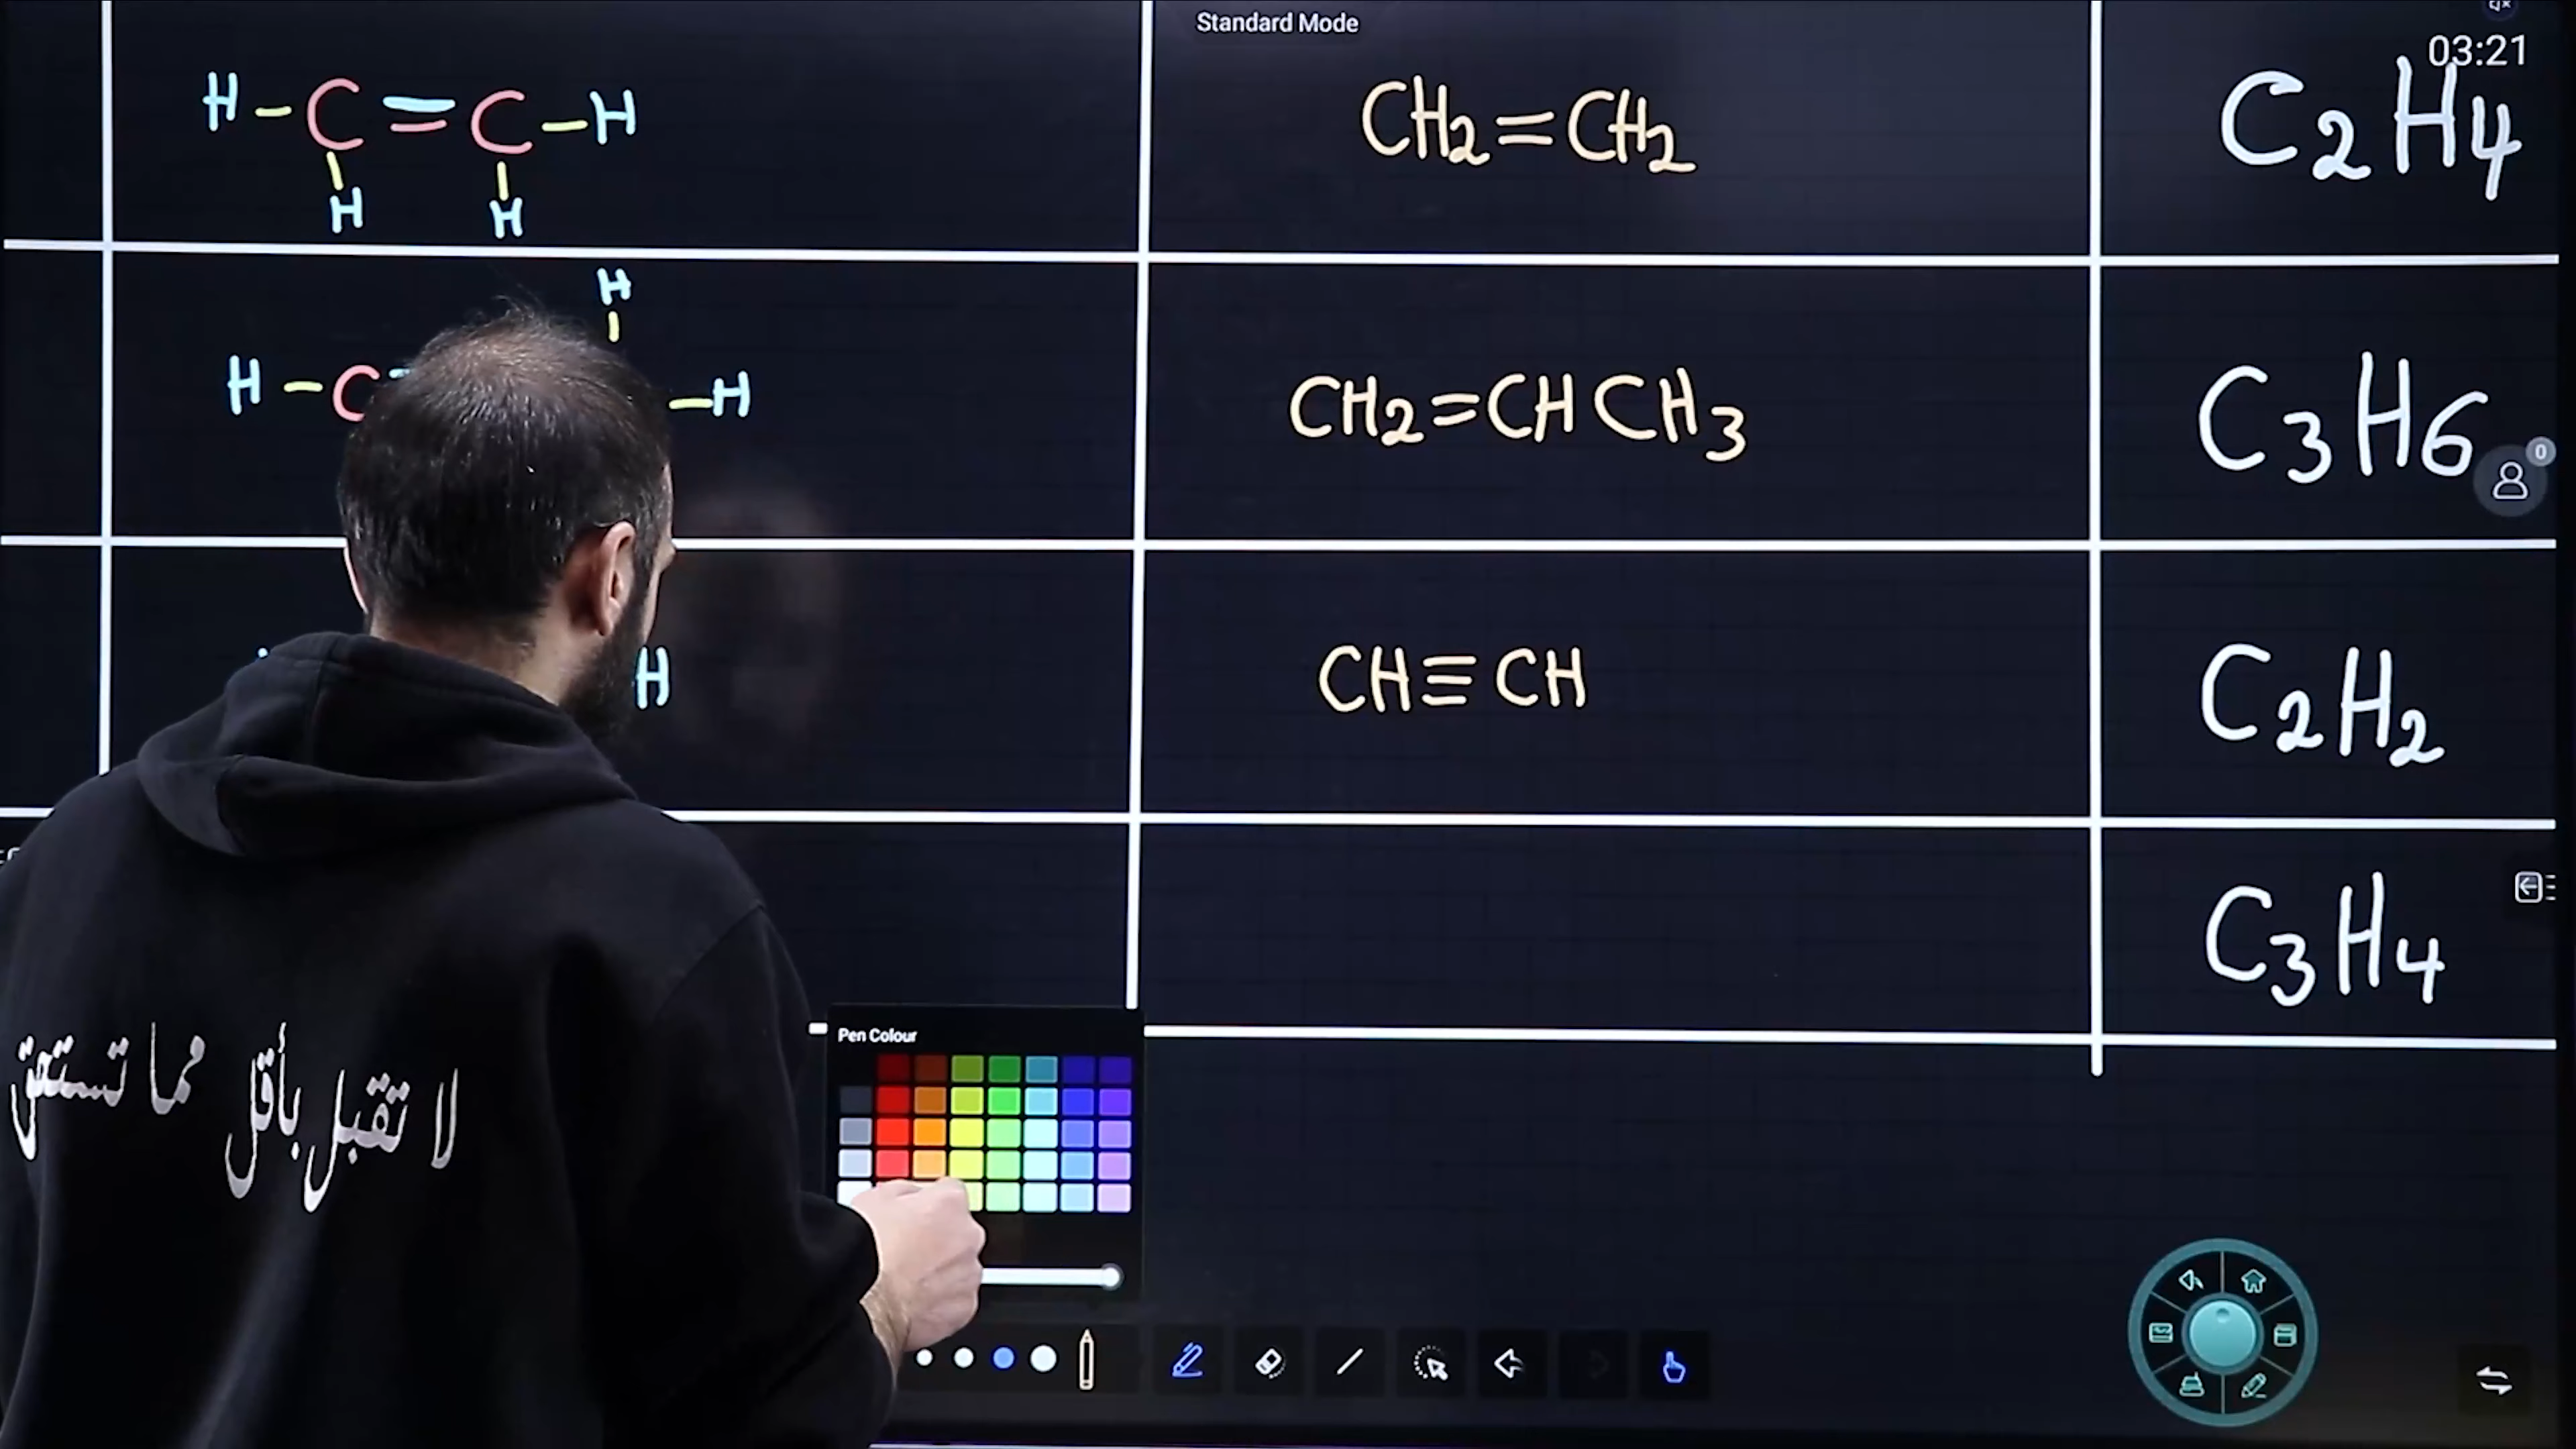 Standard Mode
03:21
H-C=C-H
H H
CH2=CH2
C2H4
H
H-C -H
CH2=CHCH3
C3H6
0
H
CH≡CH
C2H2
C3H4
Pen Colour
لا تقبل بأقل مما تستحق